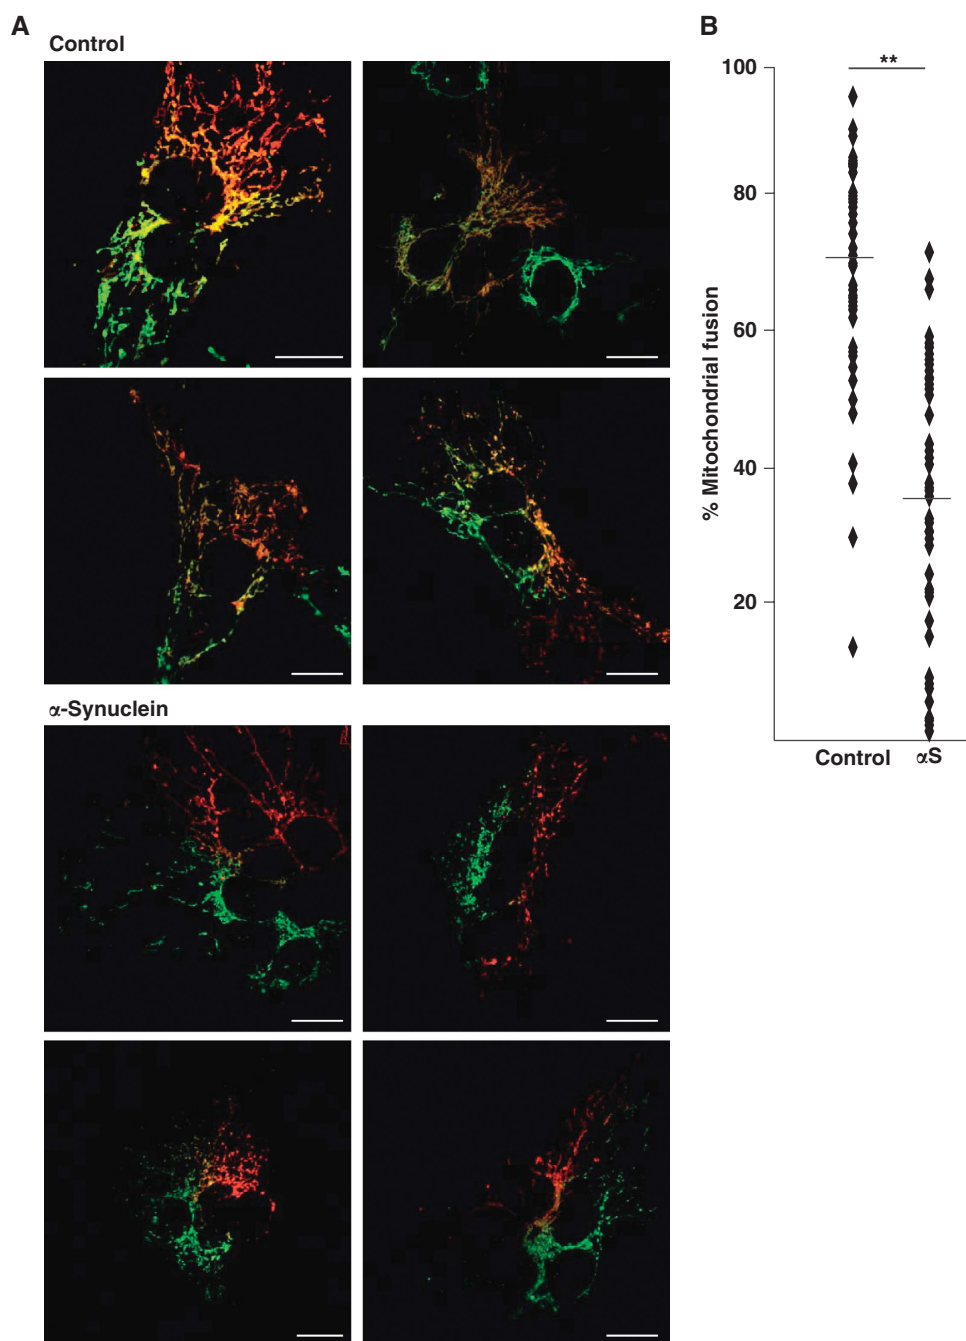 A
Control
α-Synuclein
B
**
100
80
60
40
20
% Mitochondrial fusion
Control αS